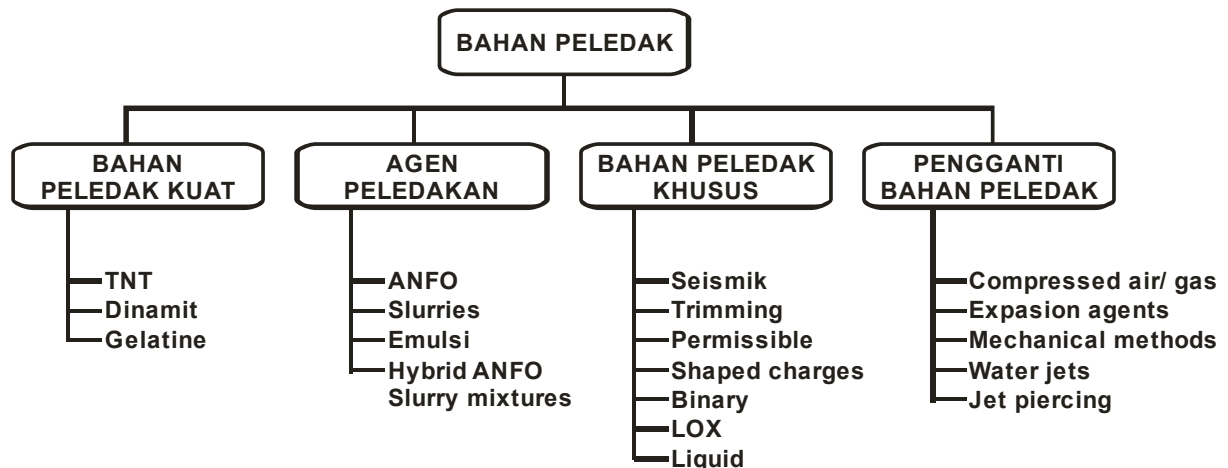 BAHAN PELEDAK
BAHAN
PELEDAK KUAT
TNT
Dinamit
Gelatine
AGEN
PELEDAKAN
ANFO
Slurries
Emulsi
Hybrid ANFO
Slurry mixtures
BAHAN PELEDAK
KHUSUS
Seismik
Trimming
Permissible
Shaped charges
Binary
LOX
Liquid
PENGGANTI
BAHAN PELEDAK
Compressed air/ gas
Expasion agents
Mechanical methods
Water jets
Jet piercing